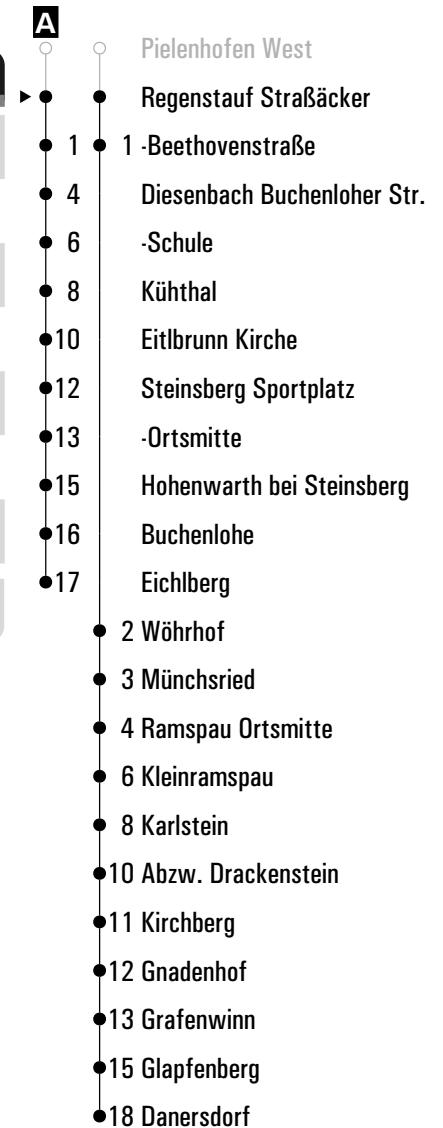 A
Pielenhofen West
Regenstauf Straßäcker
1 1 -Beethovenstraße
4 Diesenbach Buchenloher Str.
6 -Schule
8 Kühthal
10 Eitlbrunn Kirche
12 Steinsberg Sportplatz
13 -Ortsmitte
15 Hohenwarth bei Steinsberg
16 Buchenlohe
17 Eichlberg
2 Wöhrhof
3 Münchsried
4 Ramspau Ortsmitte
6 Kleinramspau
8 Karlstein
10 Abzw. Drackenstein
11 Kirchberg
12 Gnadenhof
13 Grafenwinn
15 Glapfenberg
18 Danersdorf